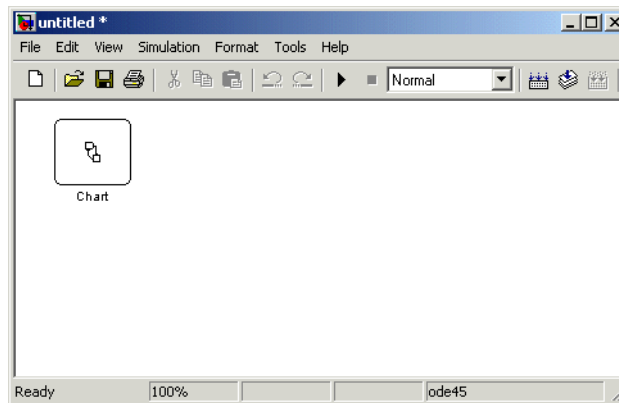 untitled *
File Edit View Simulation Format Tools Help
Normal
Chart
Ready 100% ode45